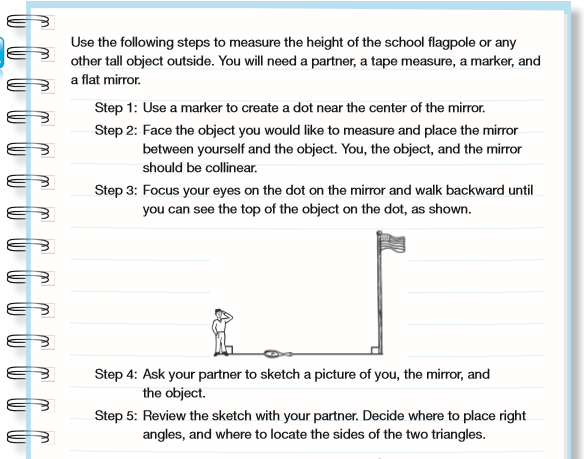 Use the following steps to measure the height of the school flagpole or any
other tall object outside. You will need a partner, a tape measure, a marker, and
a flat mirror.
Step 1: Use a marker to create a dot near the center of the mirror.
Step 2: Face the object you would like to measure and place the mirror
between yourself and the object. You, the object, and the mirror
should be collinear.
Step 3: Focus your eyes on the dot on the mirror and walk backward until
you can see the top of the object on the dot, as shown.
Step 4: Ask your partner to sketch a picture of you, the mirror, and
the object.
Step 5: Review the sketch with your partner. Decide where to place right
angles, and where to locate the sides of the two triangles.